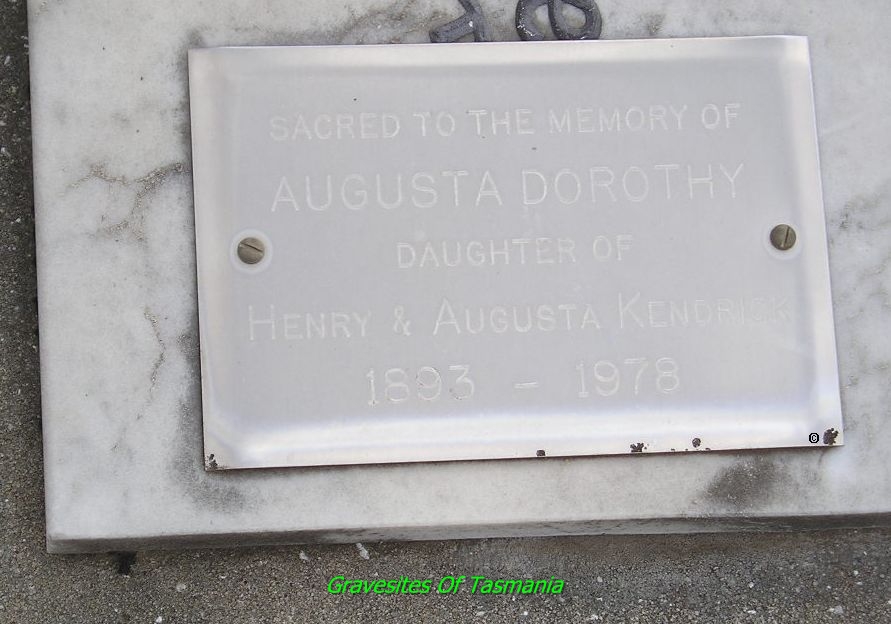 SACRED TO THE MEMORY OF
AUGUSTA DOROTHY
DAUGHTER OF
HENRY & AUGUSTA KENDRICK
1893 - 1978
©
Gravesites Of Tasmania